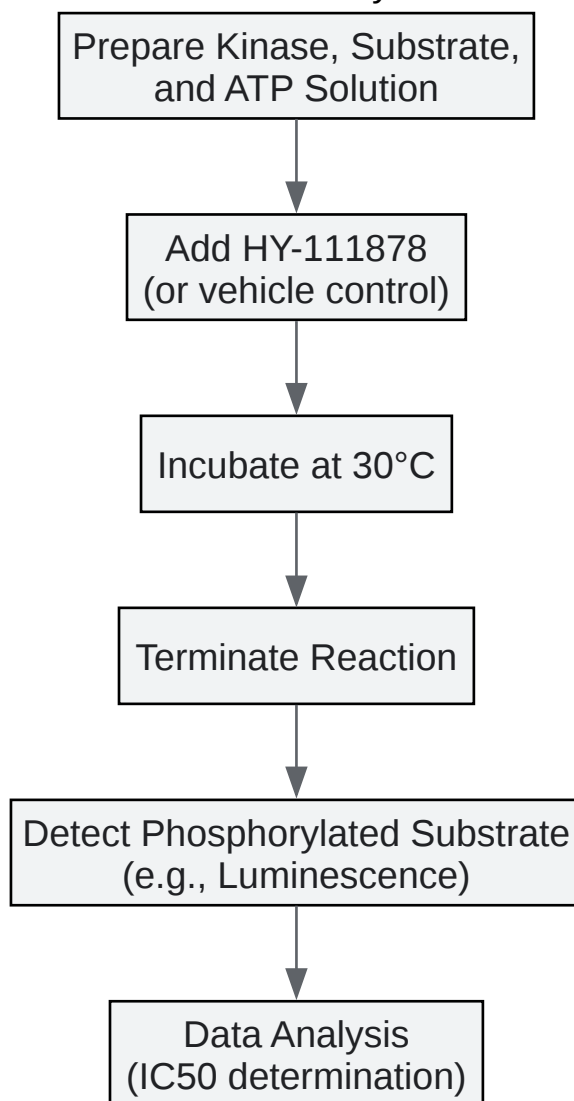 Prepare Kinase, Substrate,
and ATP Solution
Add HY-111878
(or vehicle control)
Incubate at 30°C
Terminate Reaction
Detect Phosphorylated Substrate
(e.g., Luminescence)
Data Analysis
(IC50 determination)